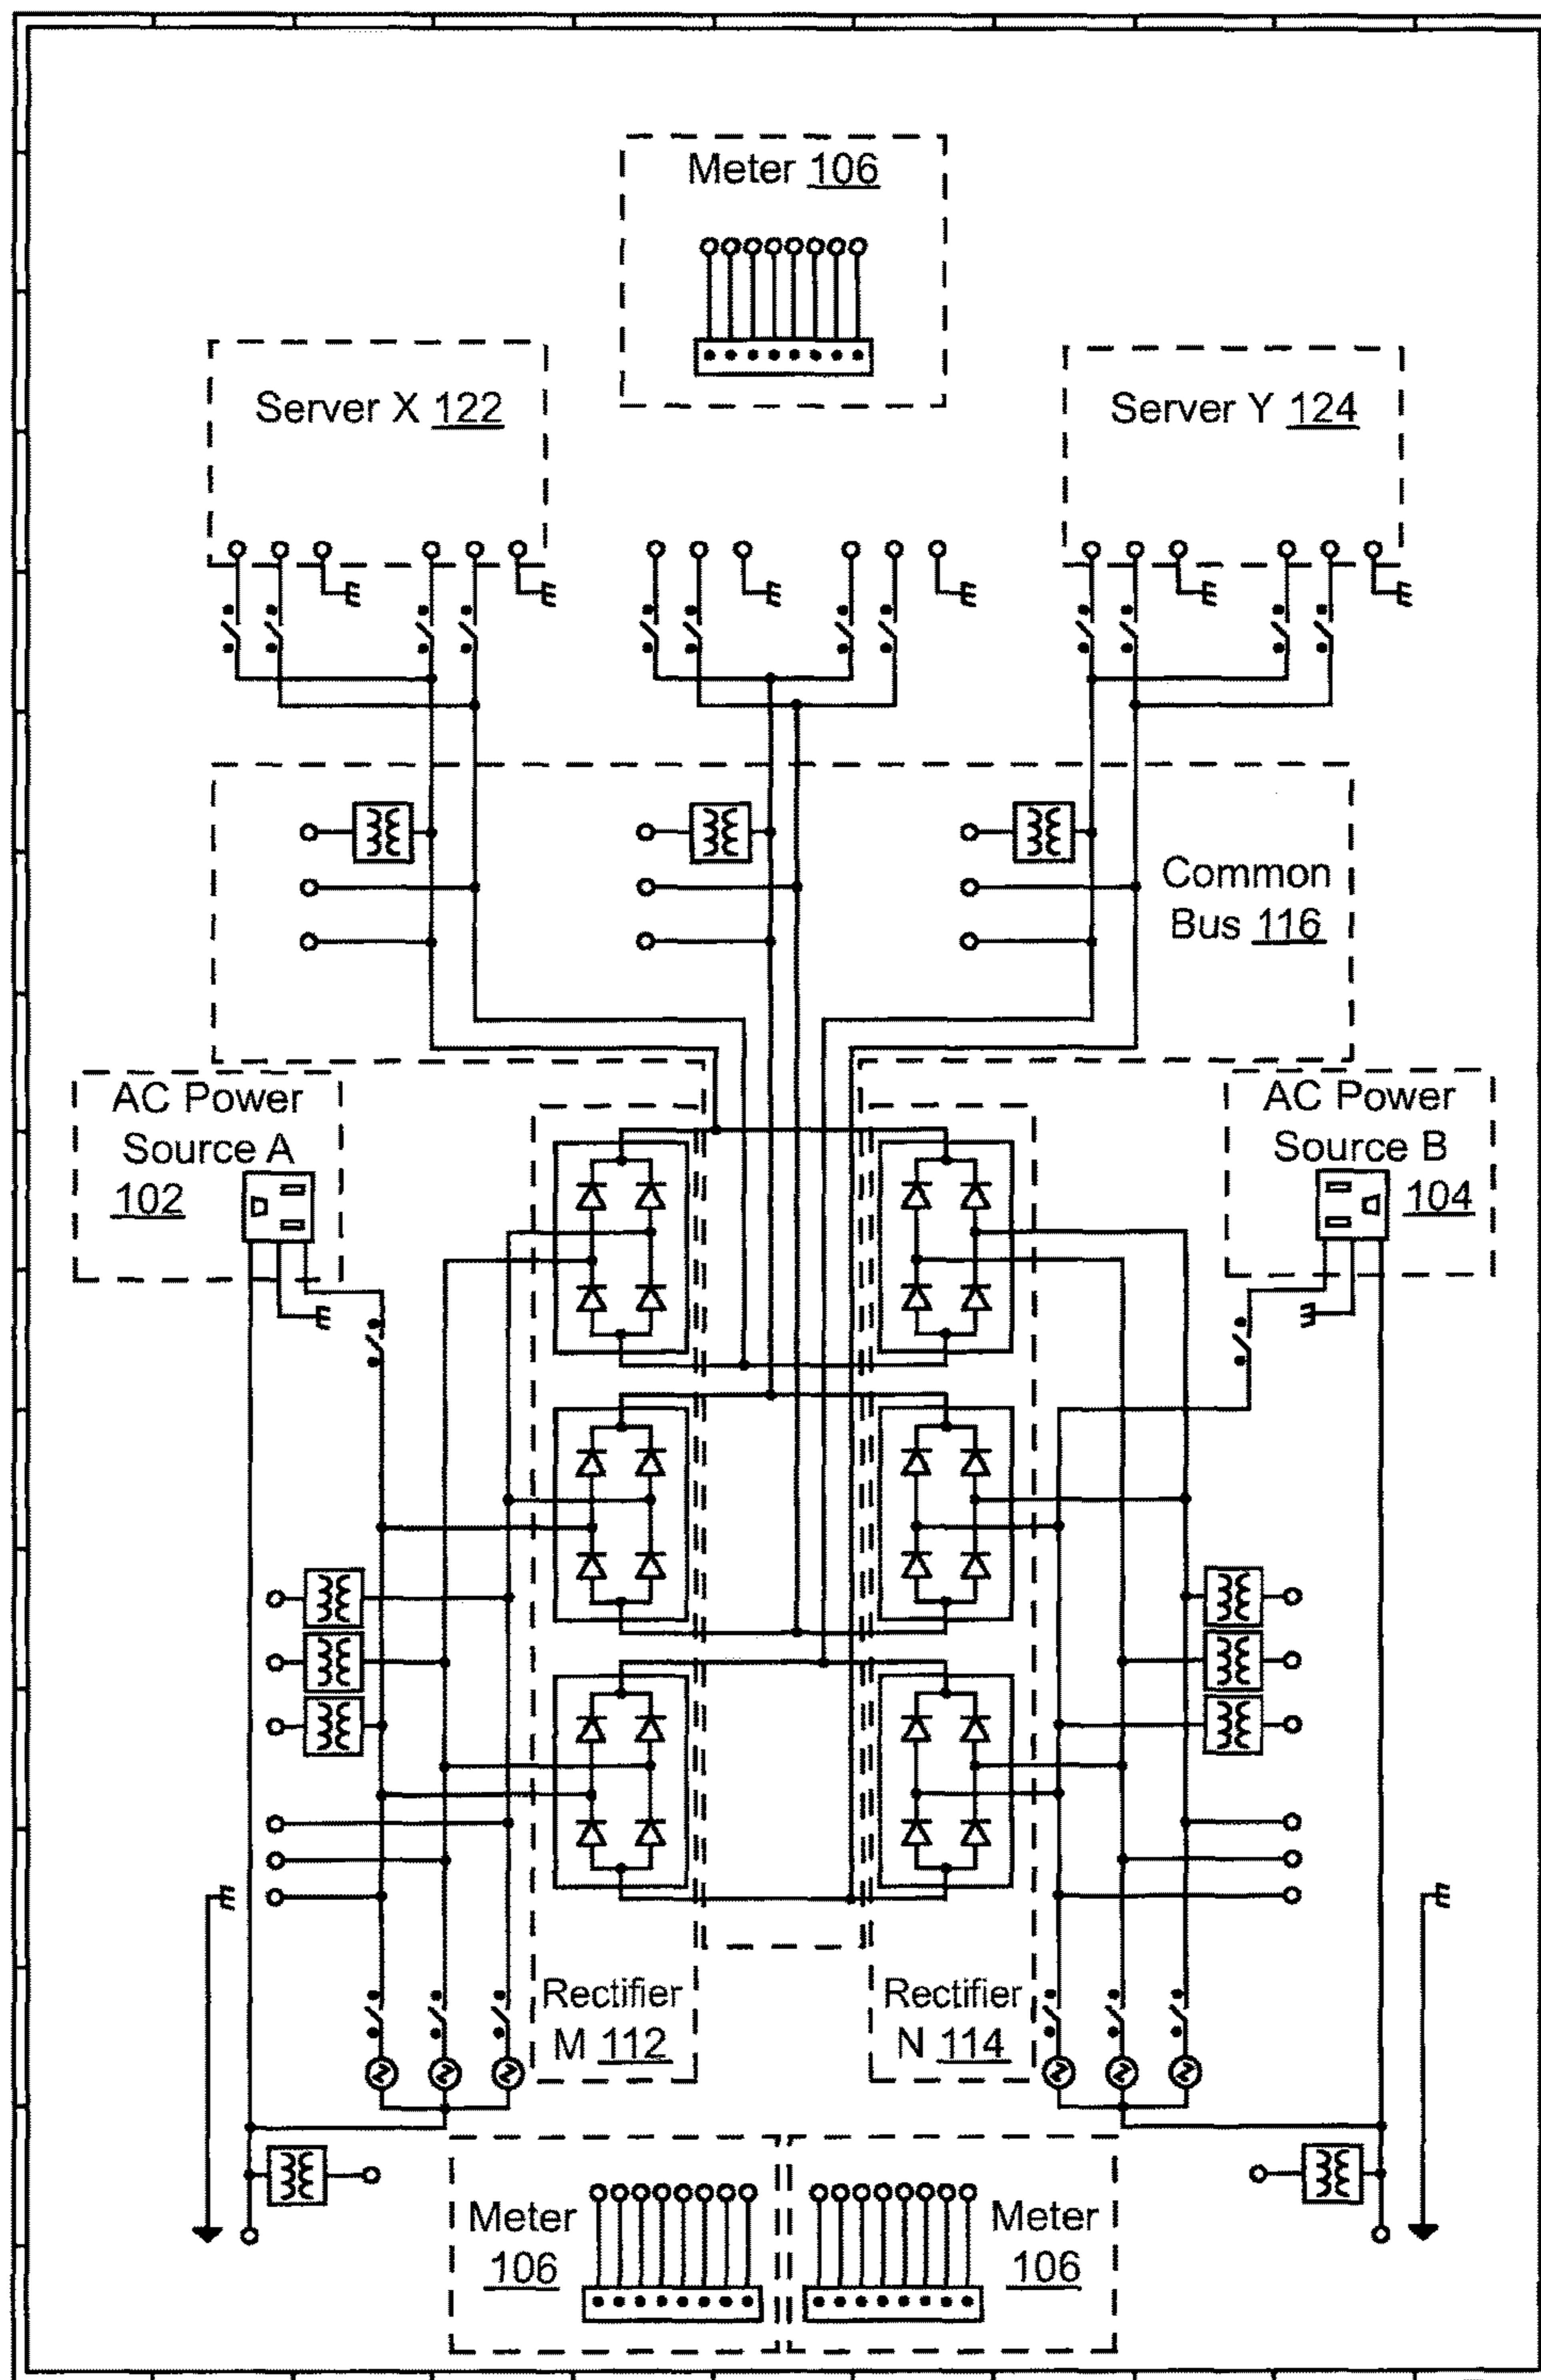 Meter 106
Server X 122
Server Y 124
Common
Bus 116
AC Power
Source A
102
AC Power
Source B
104
Rectifier
M 112
Rectifier
N 114
Meter
106
Meter
106